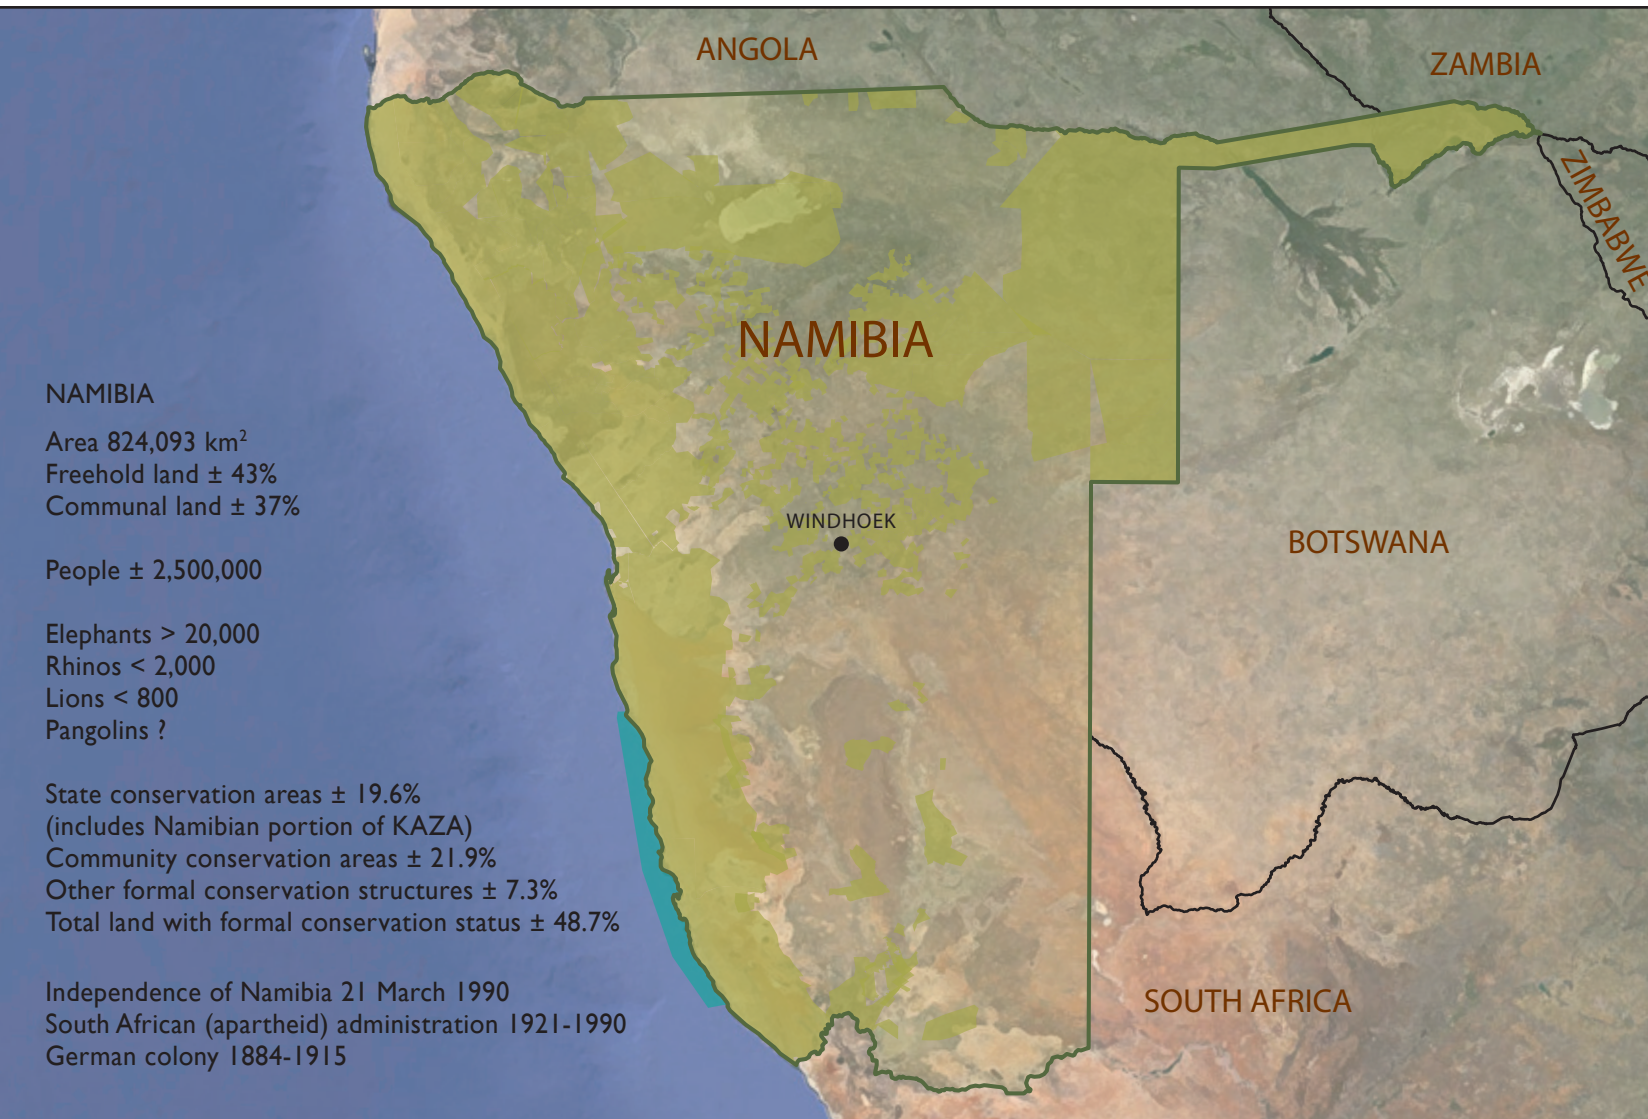 ANGOLA
ZAMBIA
ZIMBABWE
NAMIBIA
NAMIBIA
Area 824,093 km²
Freehold land ± 43%
Communal land ± 37%
WINDHOEK
BOTSWANA
People ± 2,500,000
Elephants > 20,000
Rhinos < 2,000
Lions < 800
Pangolins ?
State conservation areas ± 19.6%
(includes Namibian portion of KAZA)
Community conservation areas ± 21.9%
Other formal conservation structures ± 7.3%
Total land with formal conservation status ± 48.7%
Independence of Namibia 21 March 1990
South African (apartheid) administration 1921-1990
German colony 1884-1915
SOUTH AFRICA